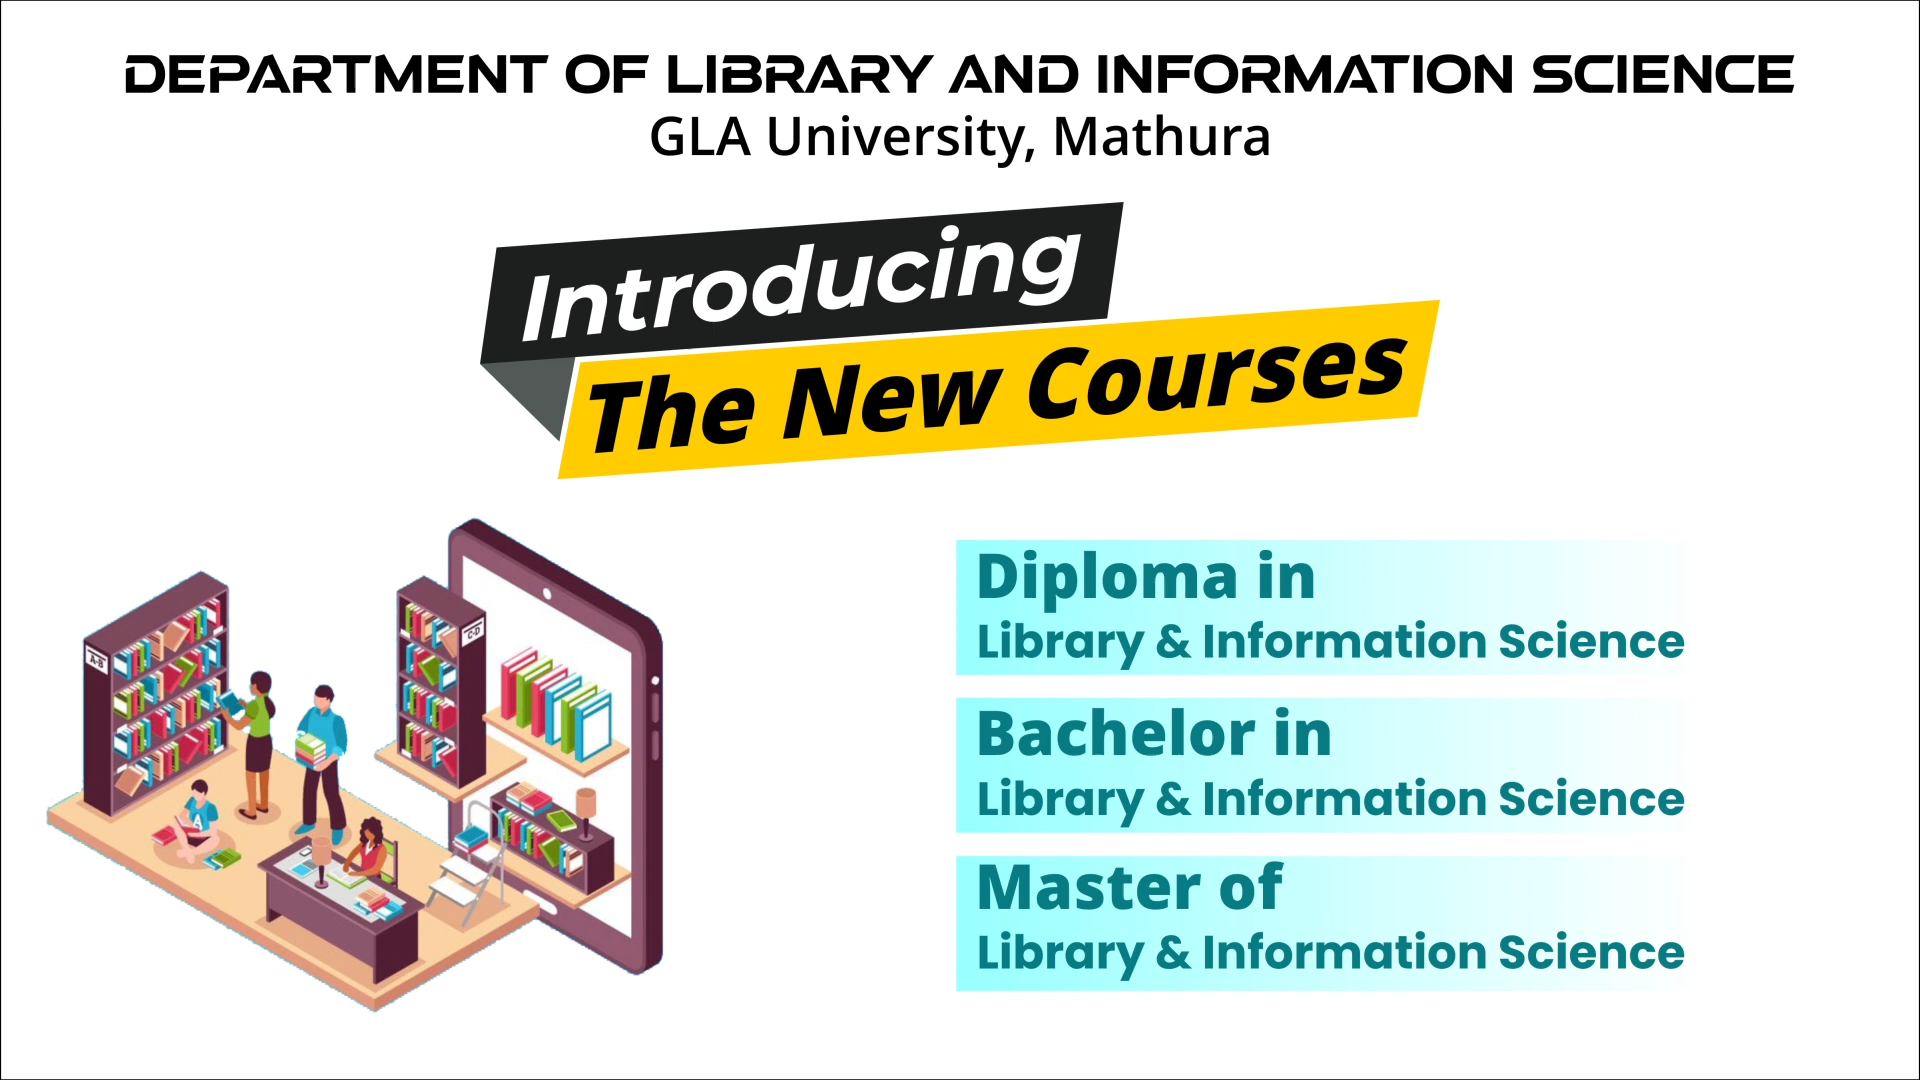 DEPARTMENT OF LIBRARY AND INFORMATION SCIENCE
GLA University, Mathura
Introducing
The New Courses
A-B
C-D
A
Diploma in
Library & Information Science
Bachelor in
Library & Information Science
Master of
Library & Information Science